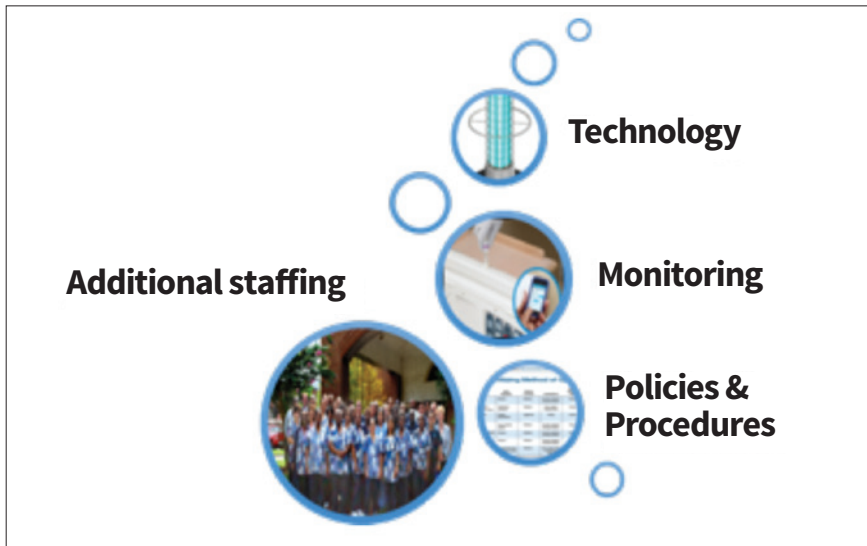 Technology
Additional staffing
Monitoring
Policies &
Procedures